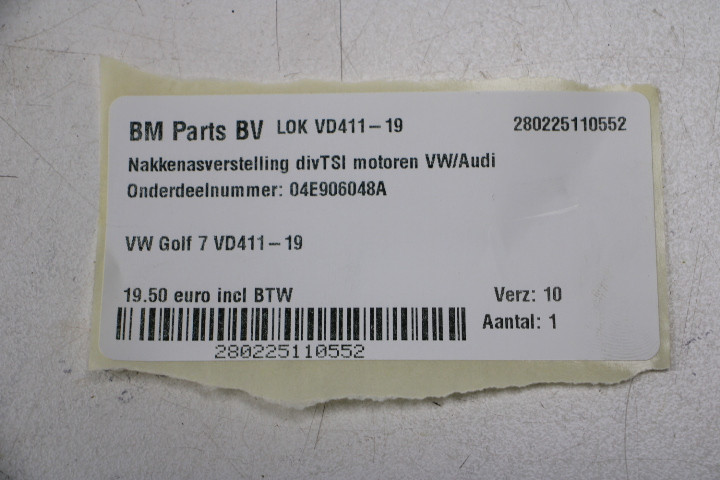 BM Parts BV LOK VD411-19 280225110552
Nakkenasverstelling divTSI motoren VW/Audi
Onderdeelnummer: 04E906048A
VW Golf 7 VD411-19
19.50 euro incl BTW Verz: 10
Aantal: 1
280225110552